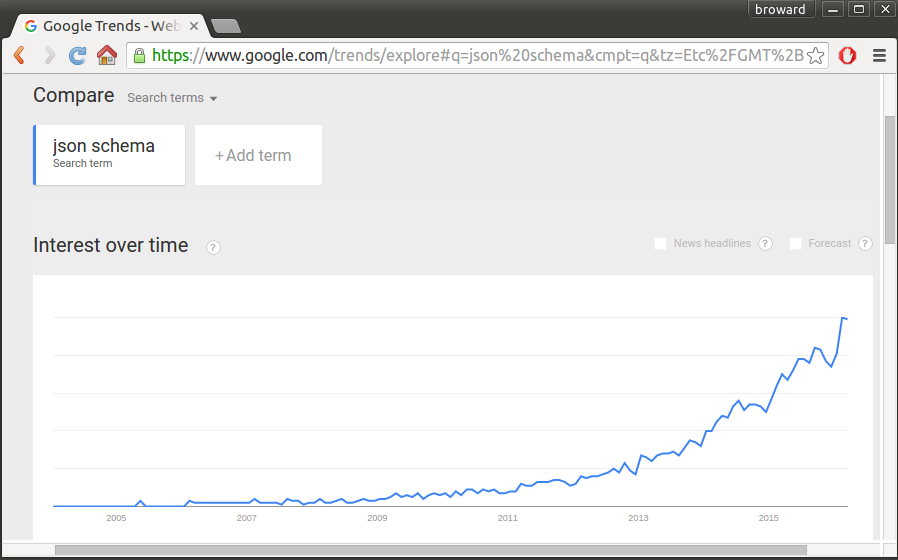 broward
Google Trends - Web
https://www.google.com/trends/explore#q=json%20schema&cmpt=q&tz=Etc%2FGMT%2B
Compare Search terms
json schema
Search term
+ Add term
Interest over time ?
News headlines ? Forecast ?
2005 2007 2009 2011 2013 2015